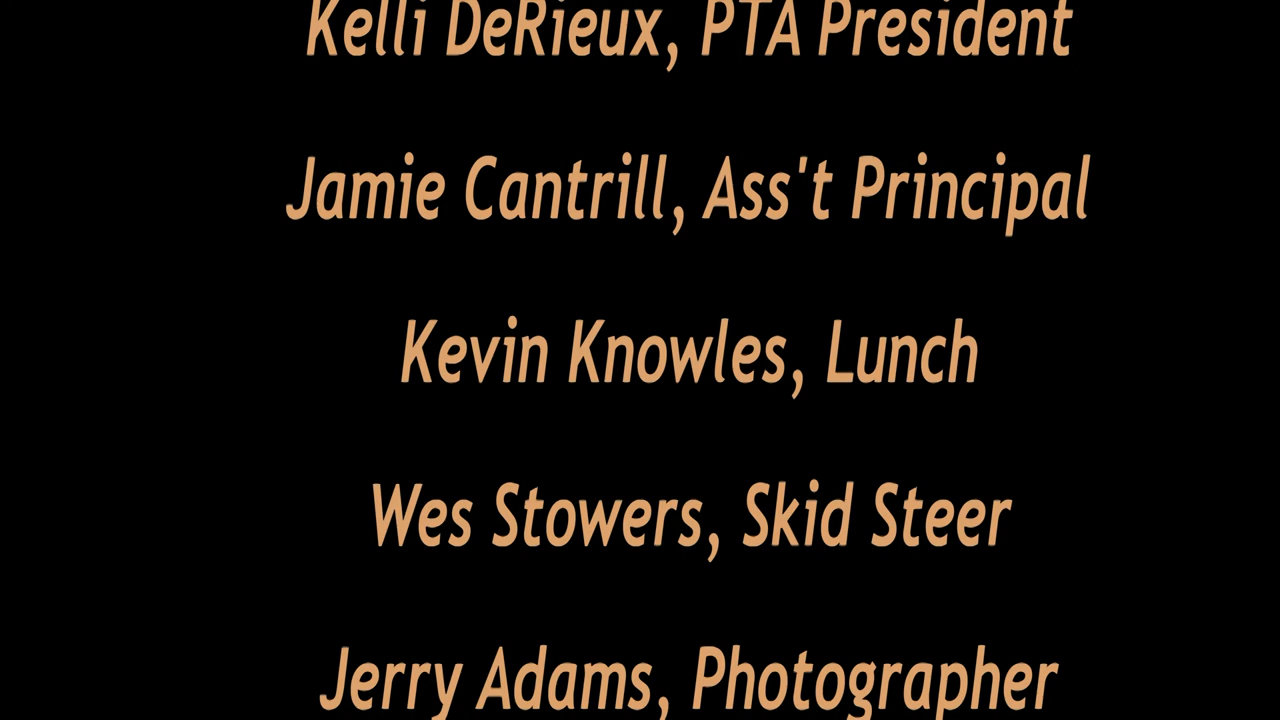 Kelli DeRieux, PTA President
Jamie Cantrill, Ass't Principal
Kevin Knowles, Lunch
Wes Stowers, Skid Steer
Jerry Adams, Photographer